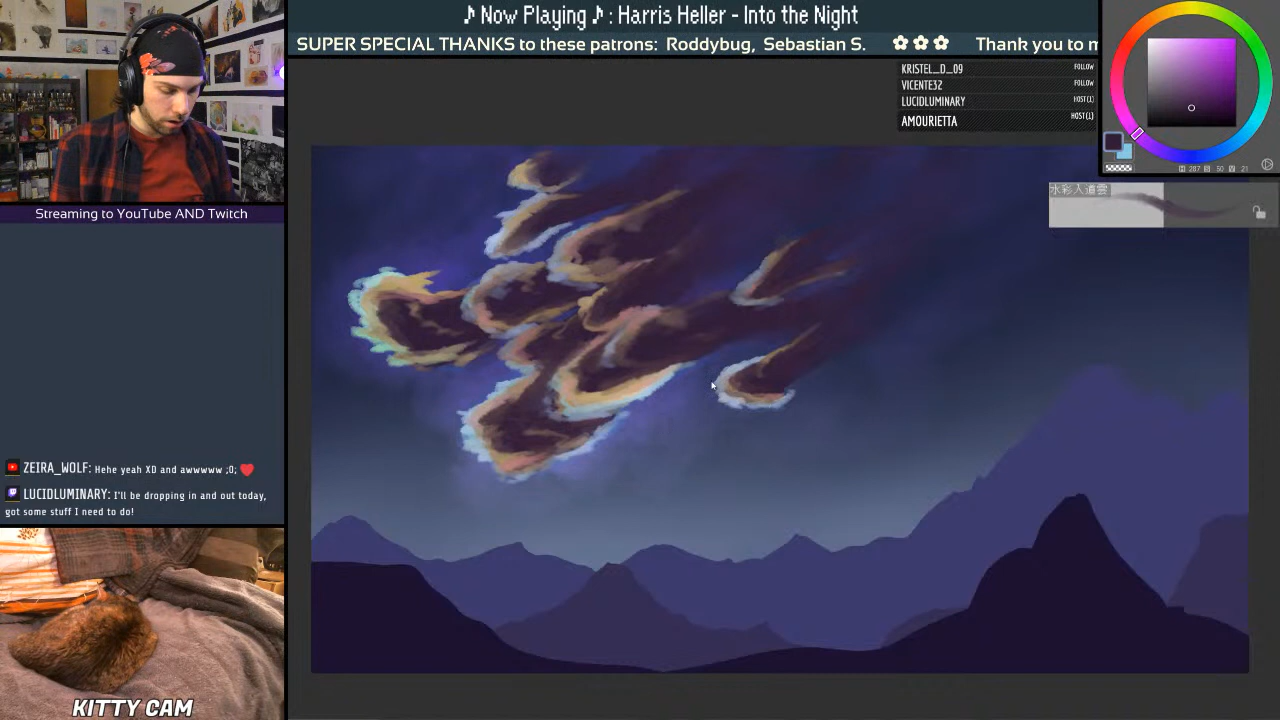 ♪ Now Playing ♪ : Harris Heller - Into the Night
SUPER SPECIAL THANKS to these patrons: Roddybug, Sebastian S. ✿ ✿ ✿ Thank you to m
KRISTEL_D_09 FOLLOW
VICENTE32 FOLLOW
LUCIDLUMINARY HOST(1)
AMOURIETTA HOST(1)
H 287 S 50 V 21
水彩人道雲
Streaming to YouTube AND Twitch
ZEIRA_WOLF: Hehe yeah XD and awwwww ;0; ❤
LUCIDLUMINARY: I'll be dropping in and out today,
got some stuff I need to do!
KITTY CAM